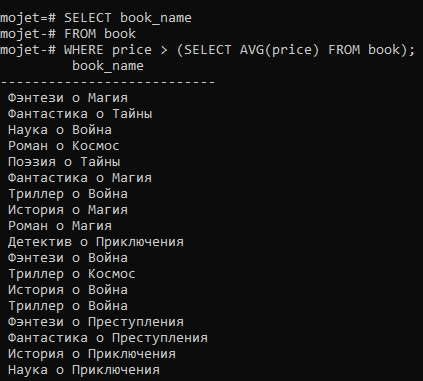 mojet=# SELECT book_name
mojet-# FROM book
mojet-# WHERE price > (SELECT AVG(price) FROM book);
book_name
---------------------------
Фэнтези о Магия
Фантастика о Тайны
Наука о Война
Роман о Космос
Поэзия о Тайны
Фантастика о Магия
Триллер о Война
История о Магия
Роман о Магия
Детектив о Приключения
Фэнтези о Война
Триллер о Космос
История о Война
Триллер о Война
Фэнтези о Преступления
Фантастика о Преступления
История о Приключения
Наука о Приключения